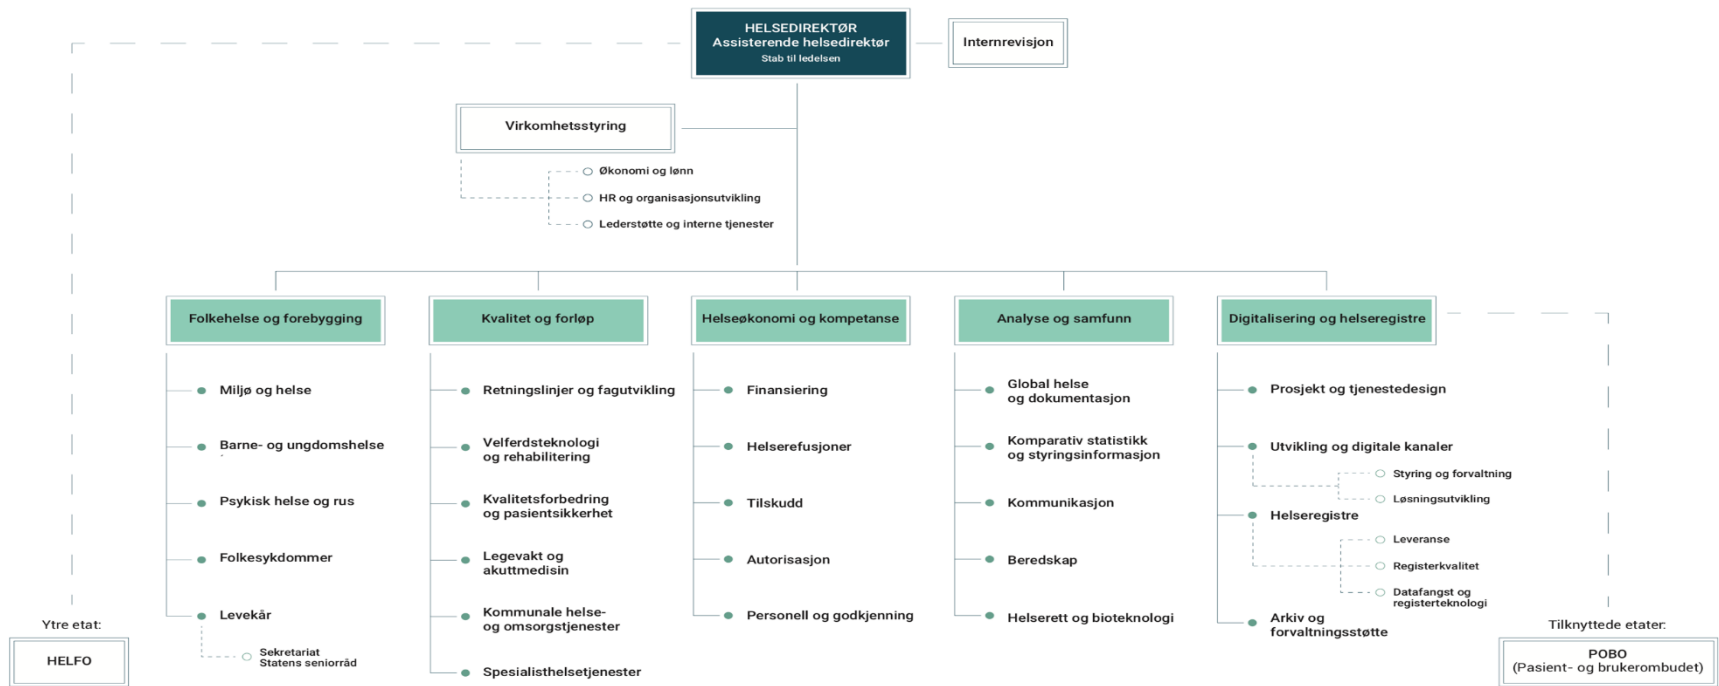 HELSEDIREKTØR
Assisterende helsedirektør
Stab til ledelsen
Internrevisjon
Virkomhetsstyring
Økonomi og lønn
HR og organisasjonsutvikling
Lederstøtte og interne tjenester
Folkehelse og forebygging
Miljø og helse
Barne- og ungdomshelse
Psykisk helse og rus
Folkesykdommer
Levekår
Sekretariat
Statens seniorråd
Kvalitet og forløp
Retningslinjer og fagutvikling
Velferdsteknologi
og rehabilitering
Kvalitetsforbedring
og pasientsikkerhet
Legevakt og
akuttmedisin
Kommunale helse-
og omsorgstjenester
Spesialisthelsetjenester
Helseøkonomi og kompetanse
Finansiering
Helserefusjoner
Tilskudd
Autorisasjon
Personell og godkjenning
Analyse og samfunn
Global helse
og dokumentasjon
Komparativ statistikk
og styringsinformasjon
Kommunikasjon
Beredskap
Helserett og bioteknologi
Digitalisering og helseregistre
Prosjekt og tjenestedesign
Utvikling og digitale kanaler
Styring og forvaltning
Løsningsutvikling
Helseregistre
Leveranse
Registerkvalitet
Datafangst og
registerteknologi
Arkiv og
forvaltningsstøtte
Ytre etat:
HELFO
Tilknyttede etater:
POBO
(Pasient- og brukerombudet)